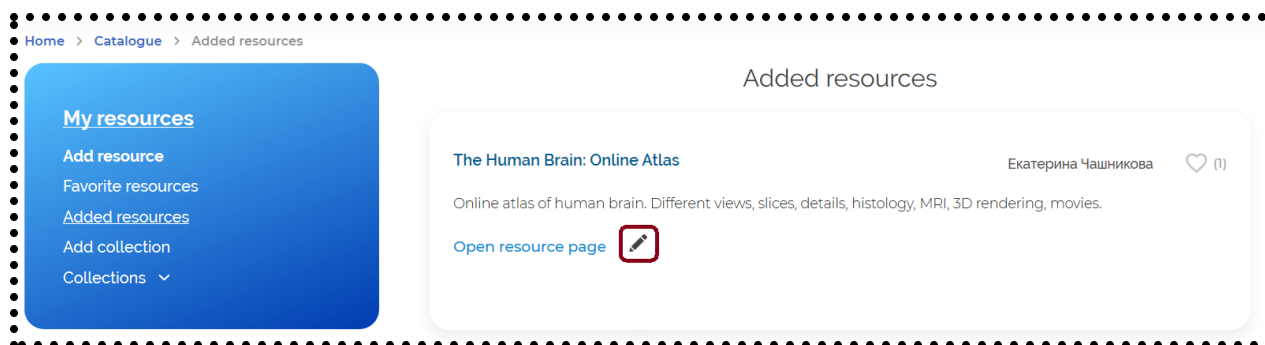 Home > Catalogue > Added resources
My resources
Add resource
Favorite resources
Added resources
Add collection
Collections
Added resources
The Human Brain: Online Atlas
Екатерина Чашникова (1)
Online atlas of human brain. Different views, slices, details, histology, MRI, 3D rendering, movies.
Open resource page